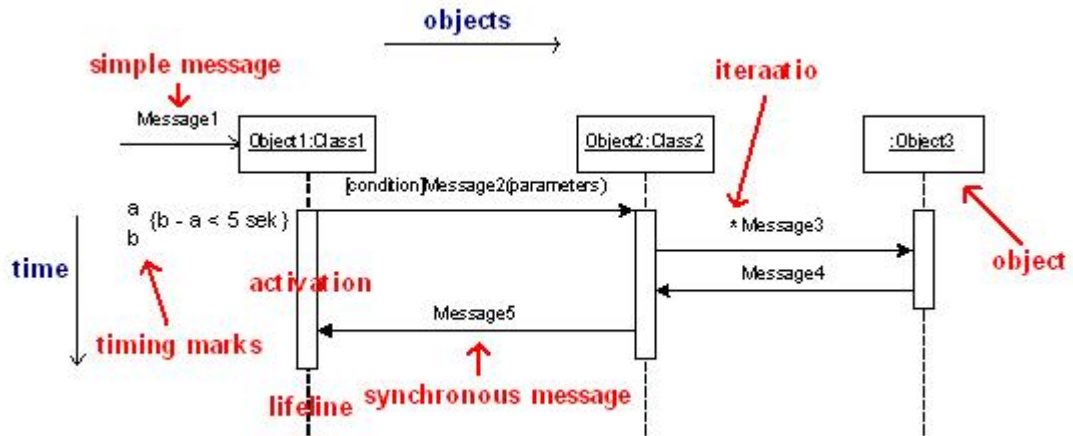 objects
simple message
iteraatio
Message1
Object1:Class1
Object2:Class2
:Object3
[condition]Message2(parameters)
a
{b - a < 5 sek}
b
* Message3
time
object
activation
Message4
Message5
timing marks
synchronous message
lifeline